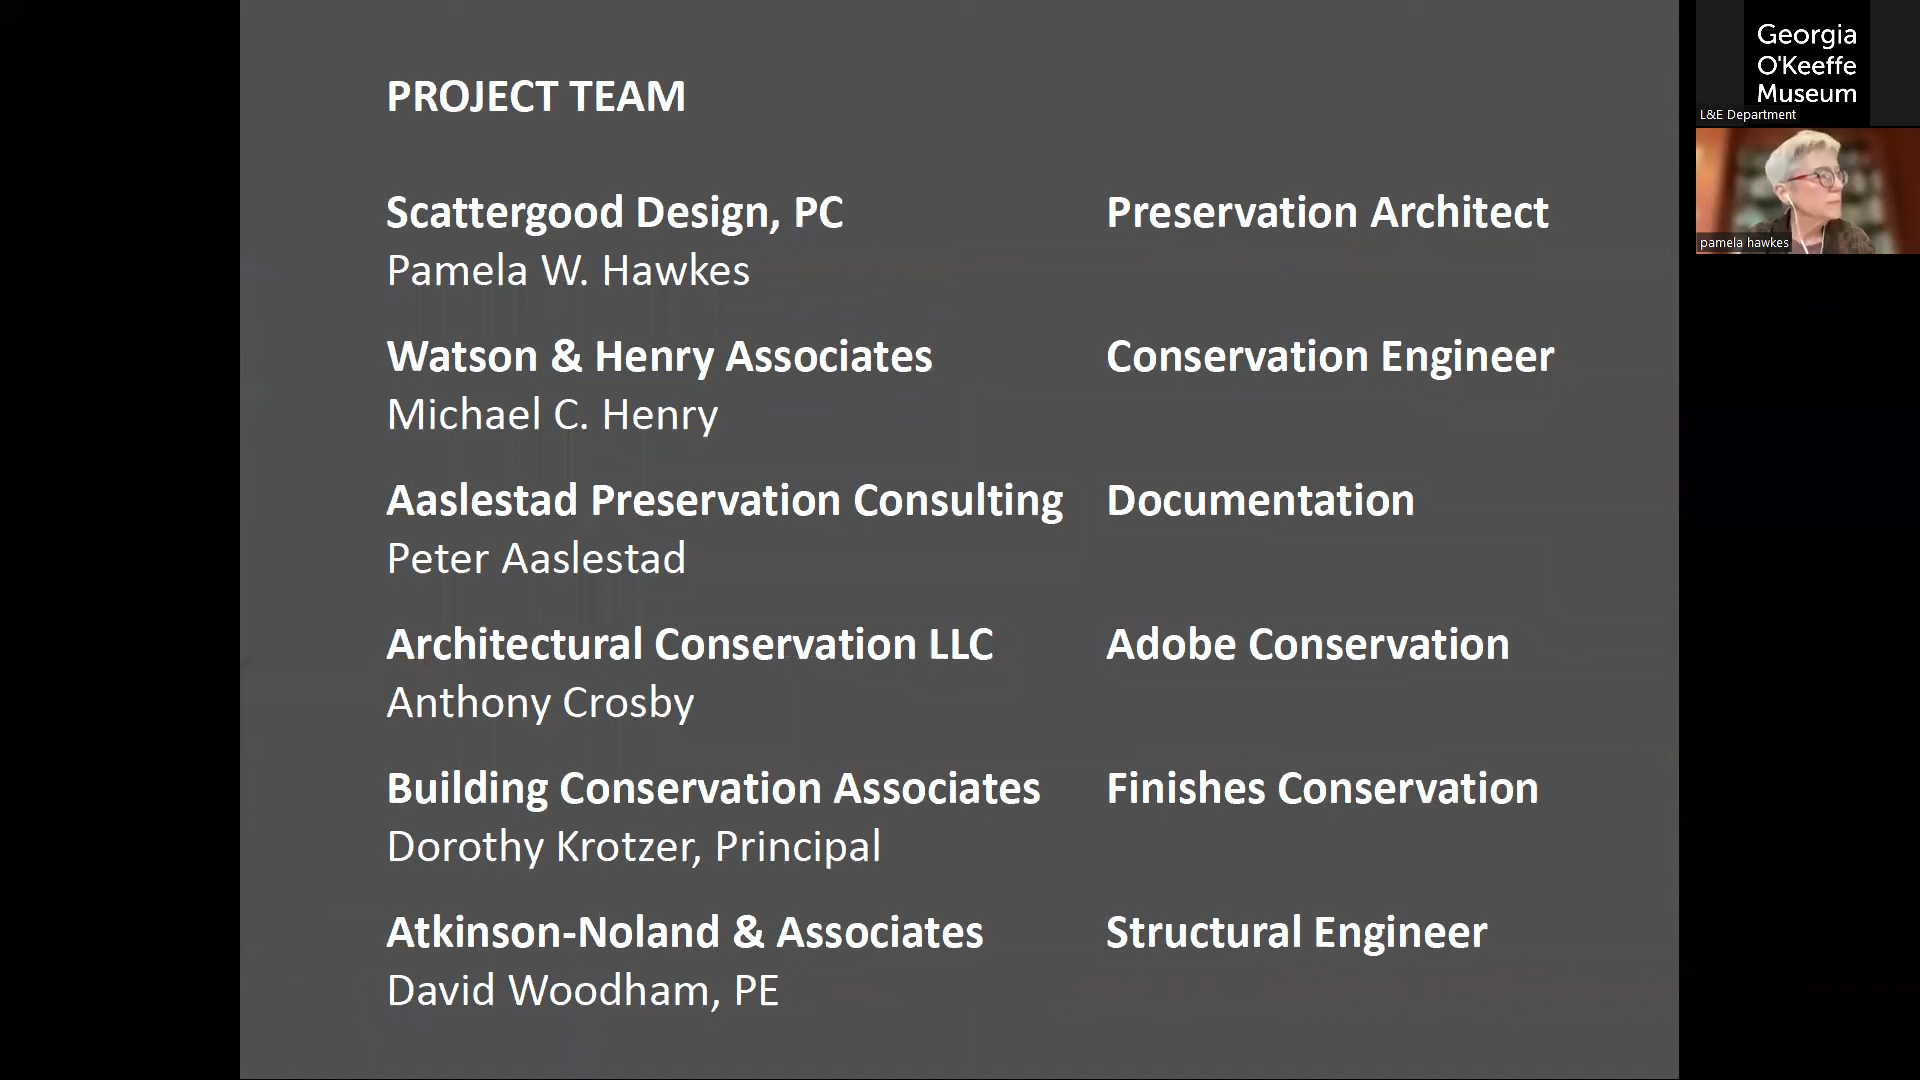 PROJECT TEAM
Scattergood Design, PC
Preservation Architect
Pamela W. Hawkes
Watson & Henry Associates
Conservation Engineer
Michael C. Henry
Aaslestad Preservation Consulting
Documentation
Peter Aaslestad
Architectural Conservation LLC
Adobe Conservation
Anthony Crosby
Building Conservation Associates
Finishes Conservation
Dorothy Krotzer, Principal
Atkinson-Noland & Associates
Structural Engineer
David Woodham, PE
Georgia
O'Keeffe
Museum
L&E Department
pamela hawkes